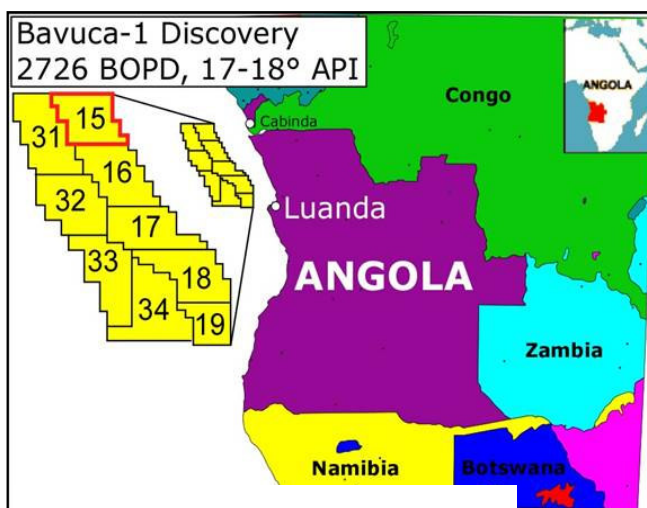 Bavuca-1 Discovery
2726 BOPD, 17-18° API
ANGOLA
Congo
Cabinda
15
31
16
32
Luanda
17
33
18
ANGOLA
34
19
Zambia
Namibia
Botswana